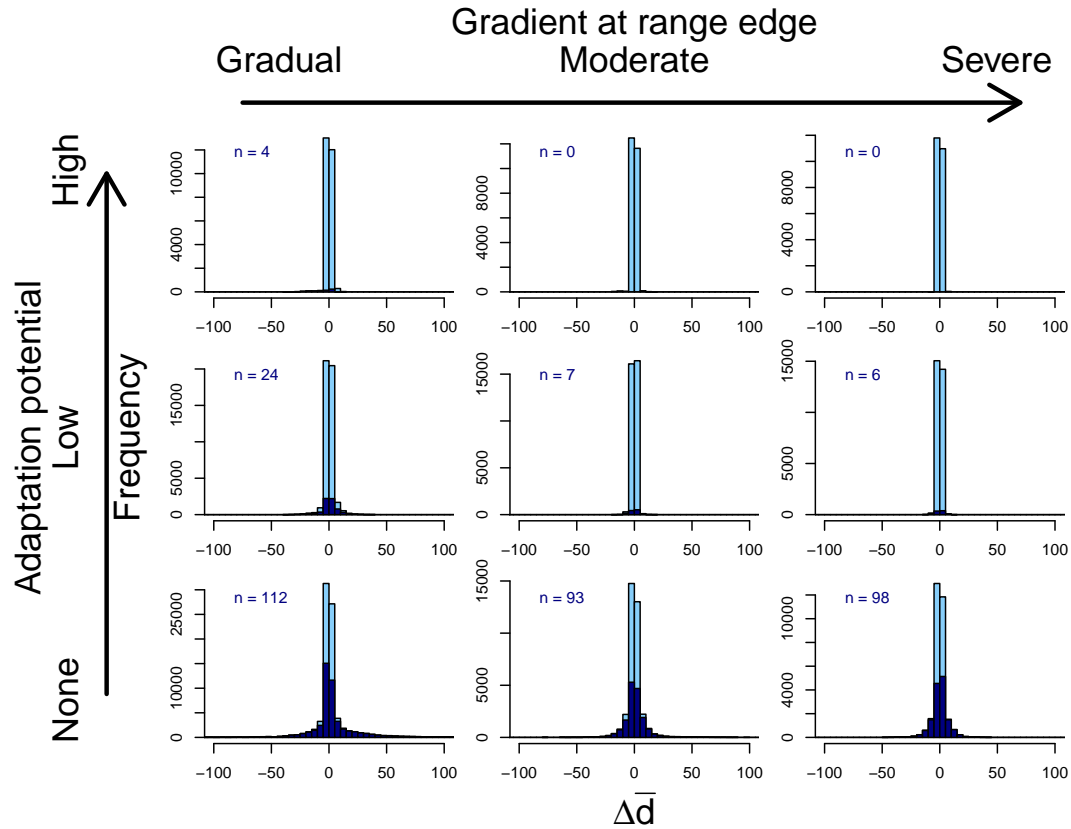 Gradient at range edge
Gradual Moderate Severe
Adaptation potential
High
Low
None
Frequency
n = 4
0 4000 10000
−100 −50 0 50 100
n = 0
0 4000 8000
−100 −50 0 50 100
n = 0
0 4000 8000
−100 −50 0 50 100
n = 24
0 5000 15000
−100 −50 0 50 100
n = 7
0 5000 15000
−100 −50 0 50 100
n = 6
0 5000 15000
−100 −50 0 50 100
n = 112
0 10000 25000
−100 −50 0 50 100
n = 93
0 5000 15000
−100 −50 0 50 100
n = 98
0 4000 10000
−100 −50 0 50 100
Δd̅